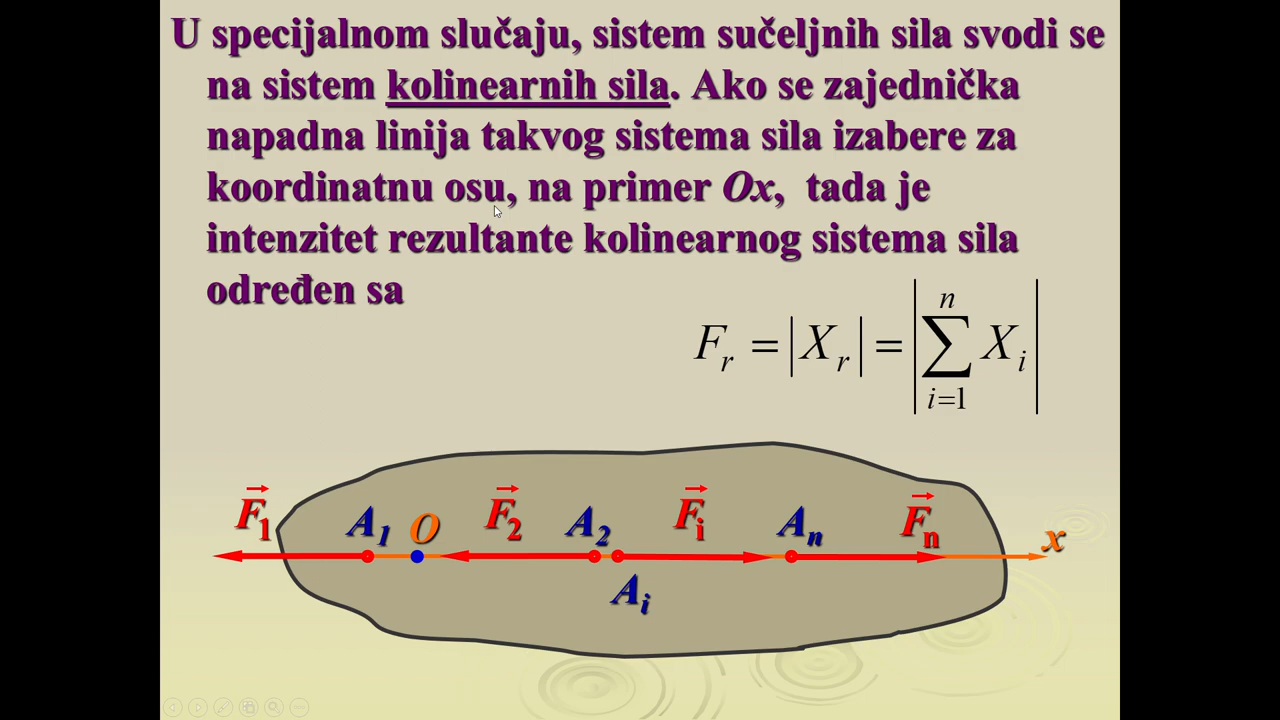 U specijalnom slučaju, sistem sučeljnih sila svodi se
na sistem kolinearnih sila. Ako se zajednička
napadna linija takvog sistema sila izabere za
koordinatnu osu, na primer Ox, tada je
intenzitet rezultante kolinearnog sistema sila
određen sa
F_r = |X_r| = |∑_{i=1}^{n} X_i|
F⃗₁ A₁ O F⃗₂ A₂ F⃗ᵢ Aₙ F⃗ₙ x
Aᵢ